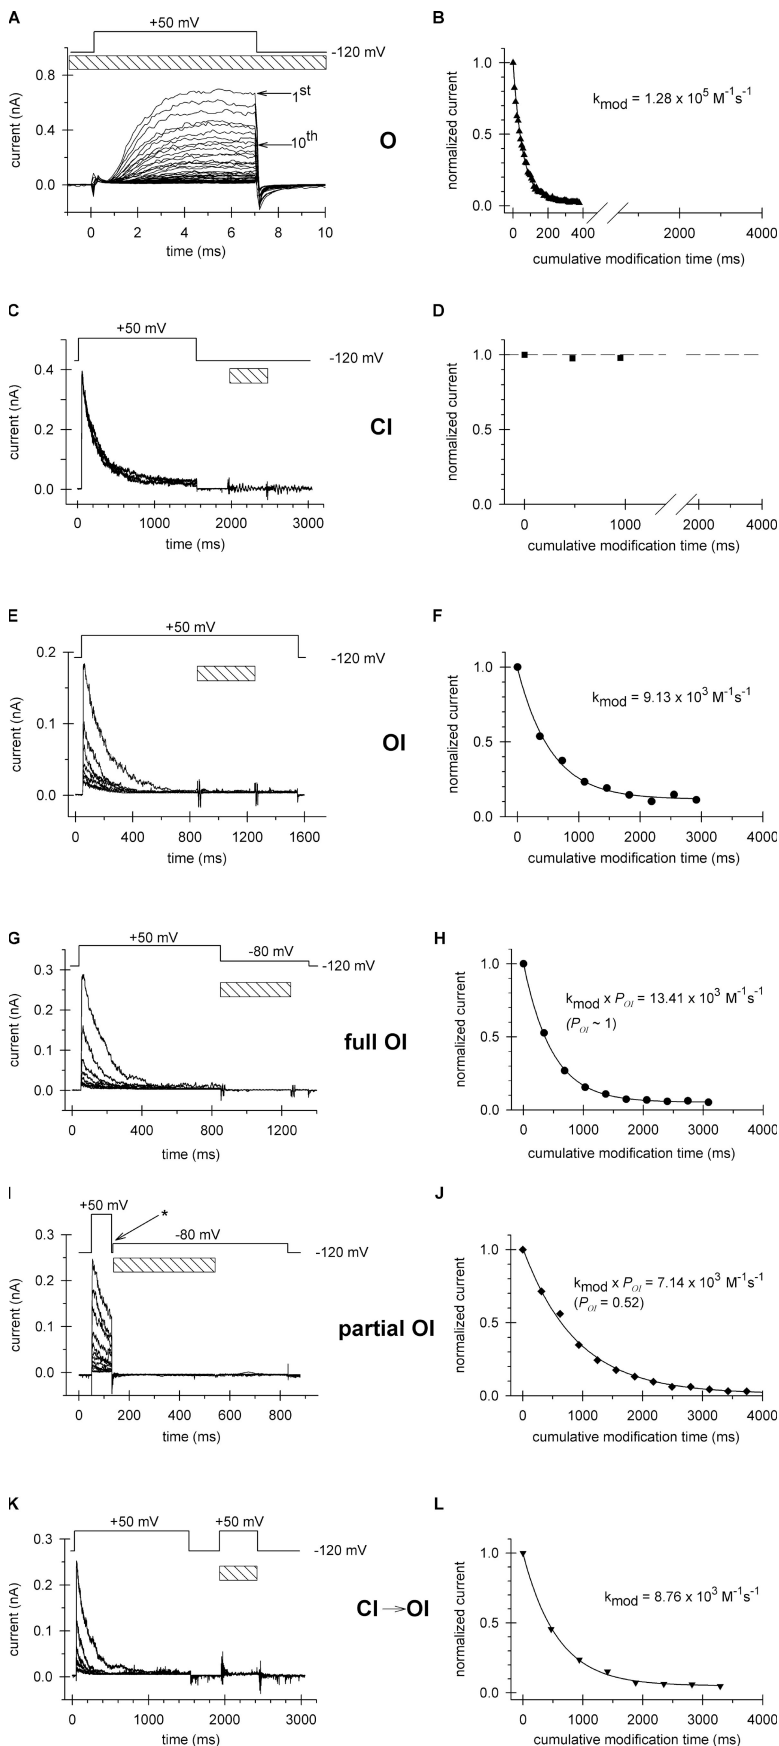 A
+50 mV
-120 mV
0.8
0.4
0.0
current (nA)
1st
10th
0 2 4 6 8 10
time (ms)
O
B
1.0
0.5
0.0
normalized current
kmod = 1.28 x 10^5 M^-1s^-1
0 200 400 2000 4000
cumulative modification time (ms)
C
+50 mV
-120 mV
0.4
0.2
0.0
current (nA)
0 1000 2000 3000
time (ms)
CI
D
1.0
0.5
0.0
normalized current
0 1000 2000 4000
cumulative modification time (ms)
E
+50 mV
-120 mV
0.2
0.1
0.0
current (nA)
0 400 800 1200 1600
time (ms)
OI
F
1.0
0.5
0.0
normalized current
kmod = 9.13 x 10^3 M^-1s^-1
0 1000 2000 3000 4000
cumulative modification time (ms)
G
+50 mV
-80 mV
-120 mV
0.3
0.2
0.1
0.0
current (nA)
0 400 800 1200
time (ms)
full OI
H
1.0
0.5
0.0
normalized current
kmod x POI = 13.41 x 10^3 M^-1s^-1
(POI ~ 1)
0 1000 2000 3000 4000
cumulative modification time (ms)
I
+50 mV
*
-80 mV
-120 mV
0.3
0.2
0.1
0.0
current (nA)
0 200 400 600 800
time (ms)
partial OI
J
1.0
0.5
0.0
normalized current
kmod x POI = 7.14 x 10^3 M^-1s^-1
(POI = 0.52)
0 1000 2000 3000 4000
cumulative modification time (ms)
K
+50 mV +50 mV
-120 mV
0.3
0.2
0.1
0.0
current (nA)
0 1000 2000 3000
time (ms)
CI → OI
L
1.0
0.5
0.0
normalized current
kmod = 8.76 x 10^3 M^-1s^-1
0 1000 2000 3000 4000
cumulative modification time (ms)